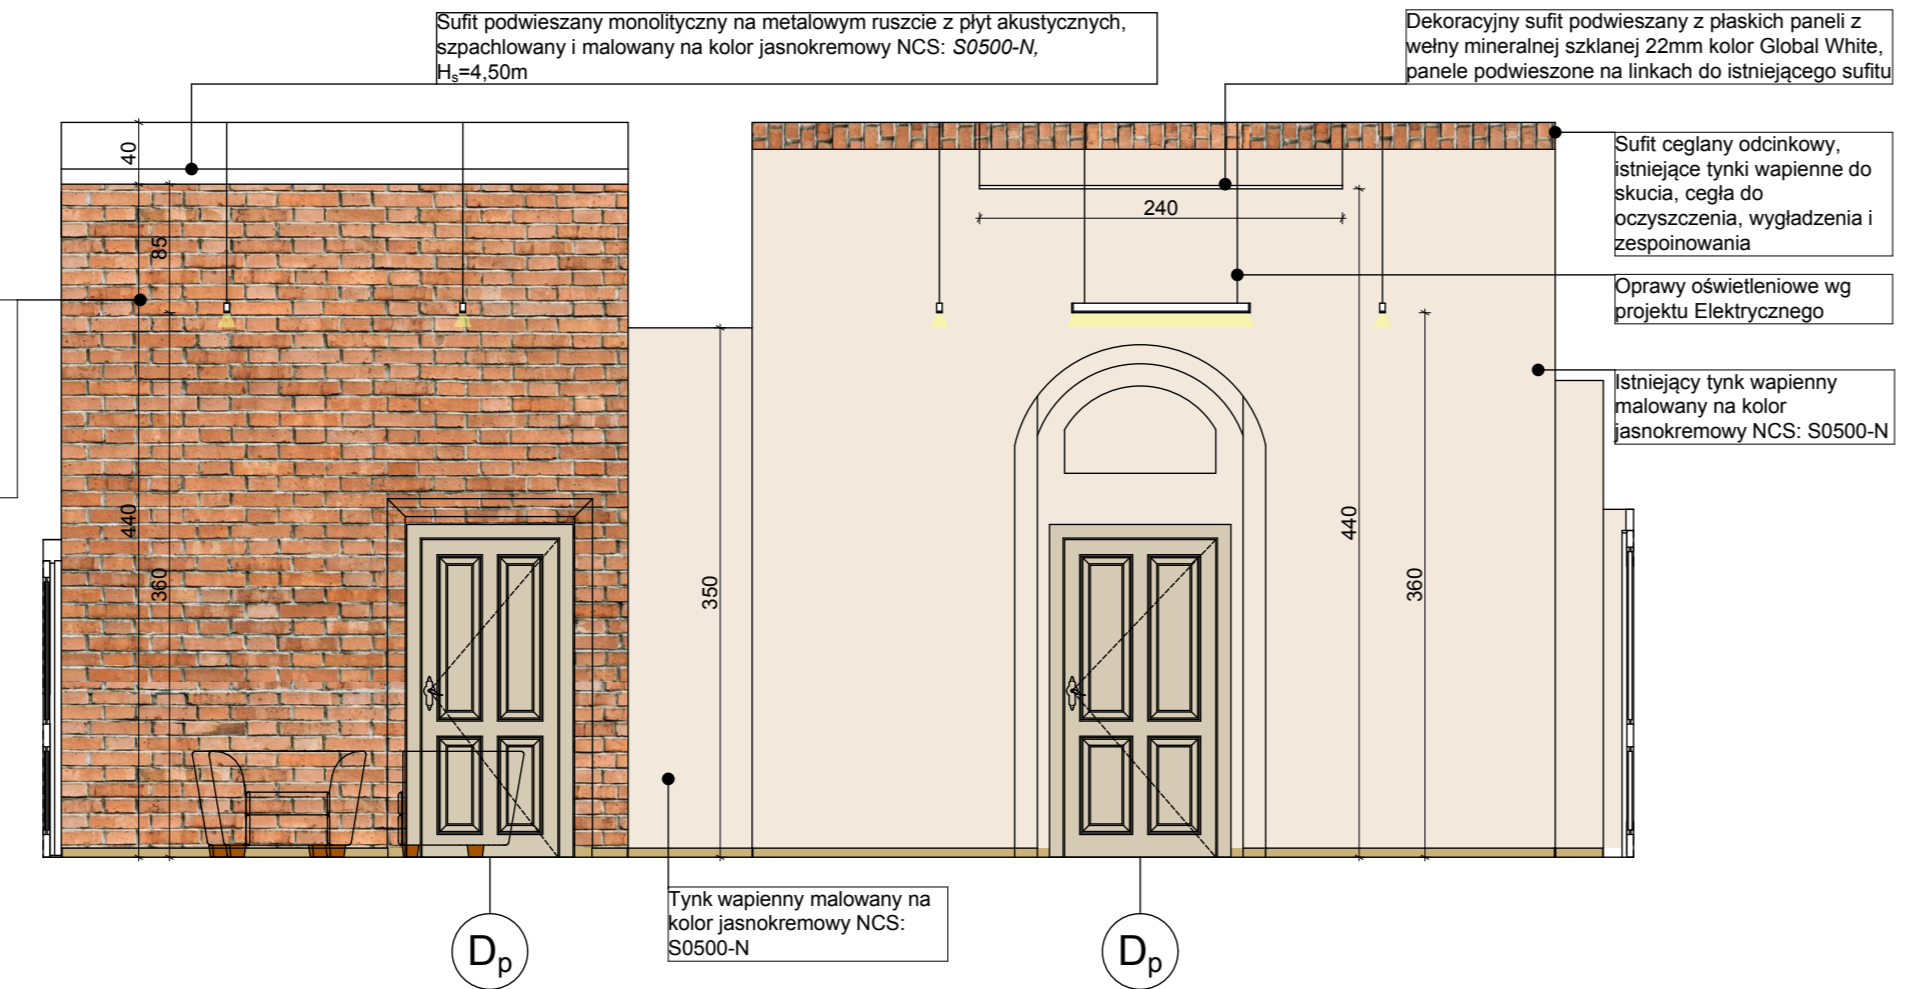 Sufit podwieszany monolityczny na metalowym ruszcie z płyt akustycznych,
szpachlowany i malowany na kolor jasnokremowy NCS: S0500-N,
Hs=4,50m
Dekoracyjny sufit podwieszany z płaskich paneli z
wełny mineralnej szklanej 22mm kolor Global White,
panele podwieszone na linkach do istniejącego sufitu
Sufit ceglany odcinkowy,
istniejące tynki wapienne do
skucia, cegła do
oczyszczenia, wygładzenia i
zespoinowania
Oprawy oświetleniowe wg
projektu Elektrycznego
Istniejący tynk wapienny
malowany na kolor
jasnokremowy NCS: S0500-N
40
85
440
360
350
240
440
360
Tynk wapienny malowany na
kolor jasnokremowy NCS:
S0500-N
Dp
Dp